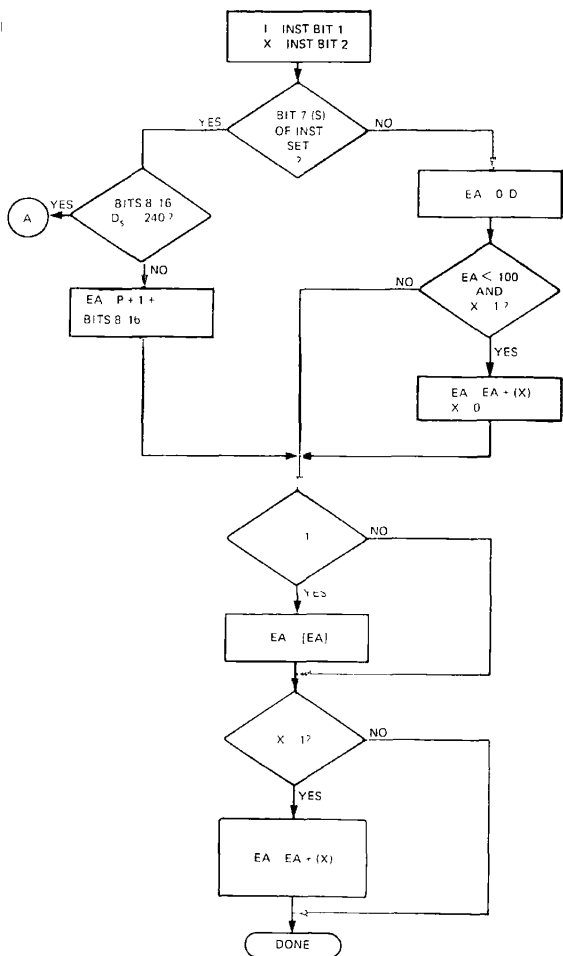 I INST BIT 1
X INST BIT 2
BIT 7 (S)
OF INST
SET
?
YES
NO
A
YES
BITS 8 16
D₅ 240 ?
NO
EA P + 1 +
BITS 8 16
EA 0 D
EA < 100
AND
X 1 ?
NO
YES
EA EA + (X)
X 0
1
NO
YES
EA (EA)
X 1?
NO
YES
EA EA + (X)
DONE